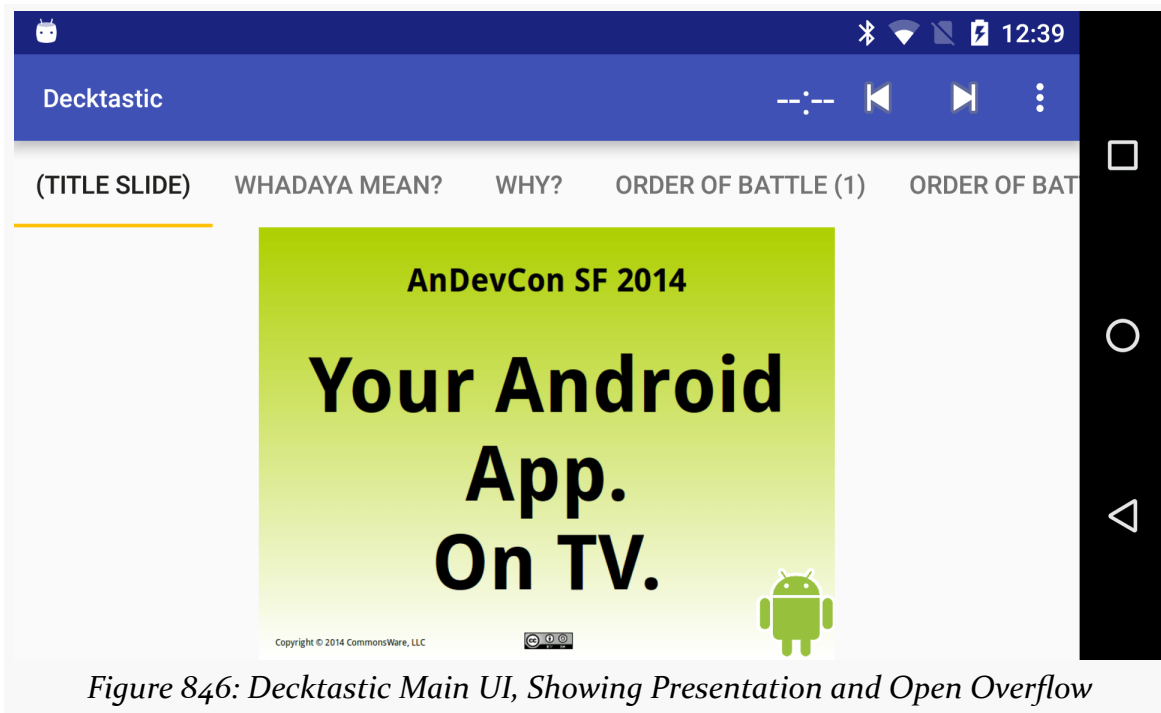 12:39
Decktastic
--:--
(TITLE SLIDE) WHADAYA MEAN? WHY? ORDER OF BATTLE (1) ORDER OF BAT
AnDevCon SF 2014
Your Android
App.
On TV.
Copyright © 2014 CommonsWare, LLC
Figure 846: Decktastic Main UI, Showing Presentation and Open Overflow